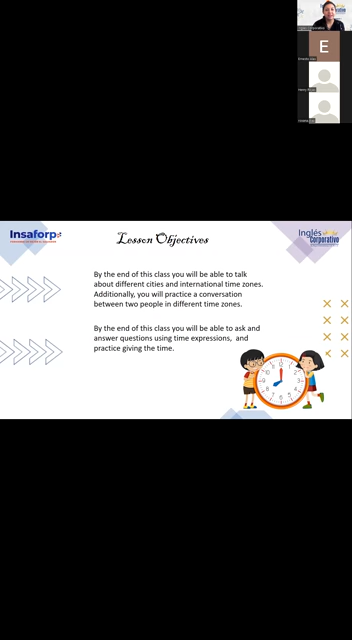 E
Insaforp
Lesson Objectives
Inglés
Corporativo
By the end of this class you will be able to talk
about different cities and international time zones.
Additionally, you will practice a conversation
between two people in different time zones.
By the end of this class you will be able to ask and
answer questions using time expressions, and
practice giving the time.